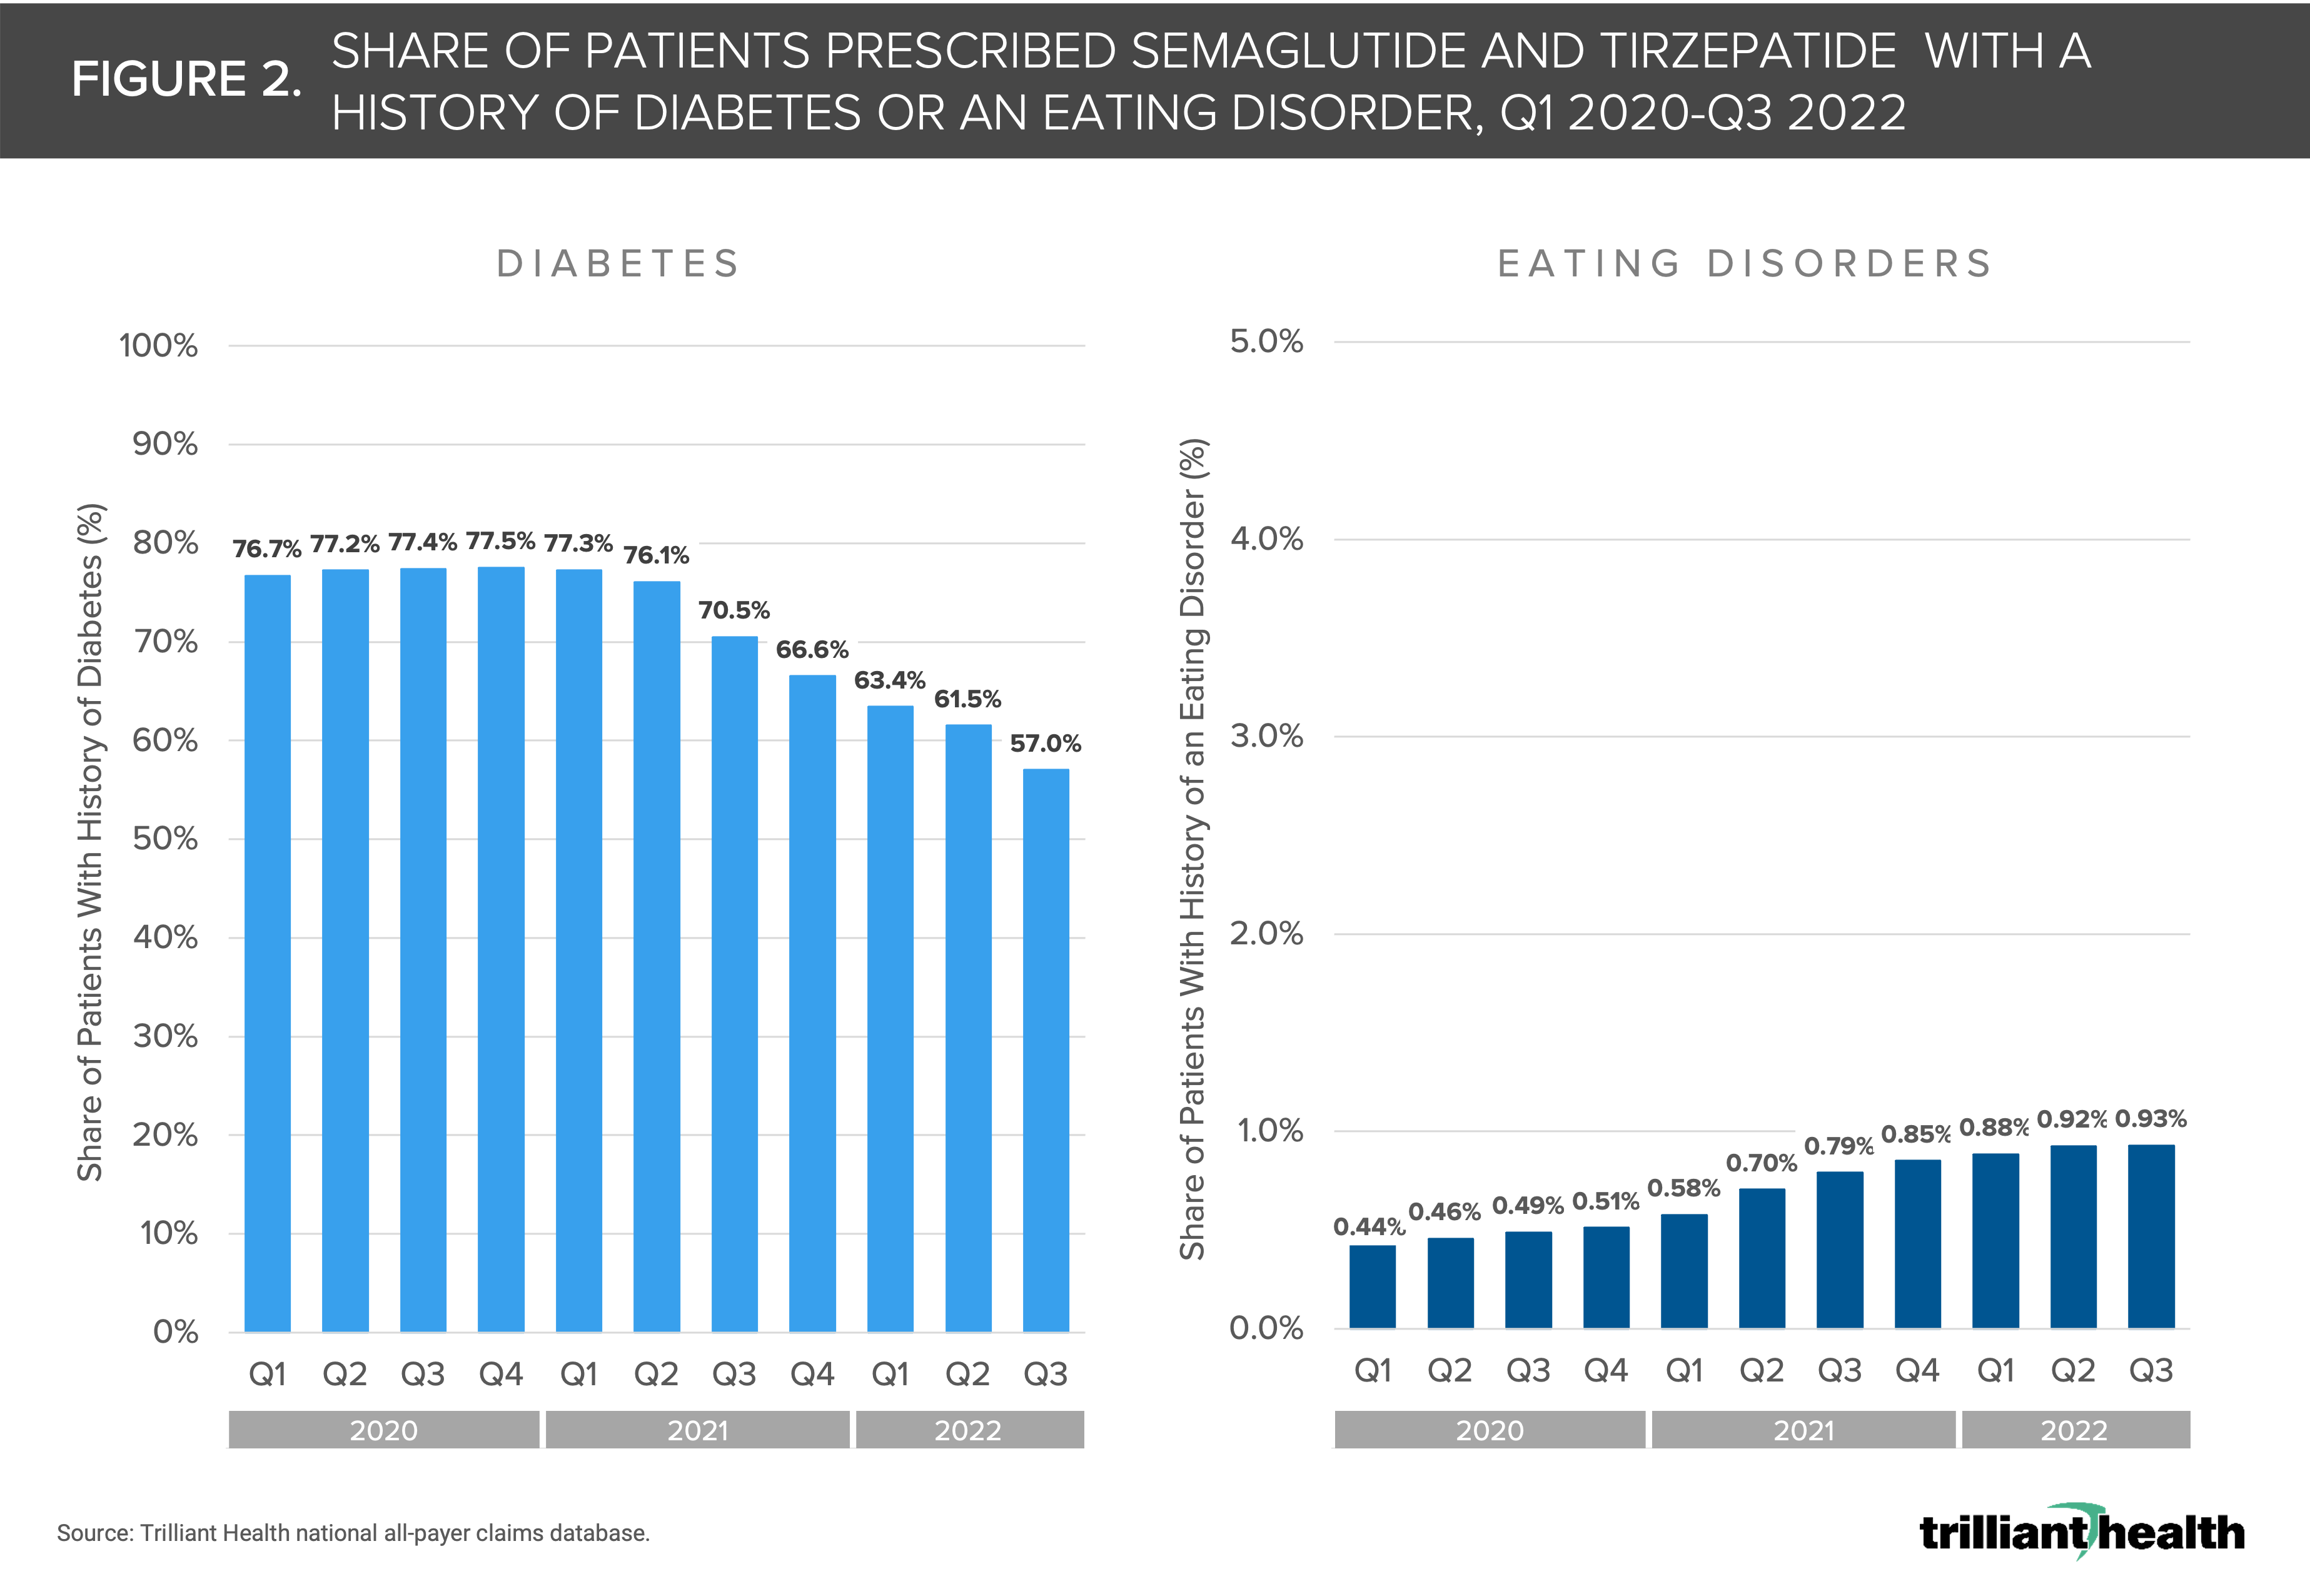 FIGURE 2.
SHARE OF PATIENTS PRESCRIBED SEMAGLUTIDE AND TIRZEPATIDE WITH A
HISTORY OF DIABETES OR AN EATING DISORDER, Q1 2020-Q3 2022
DIABETES
Share of Patients With History of Diabetes (%)
100%
90%
80%
70%
60%
50%
40%
30%
20%
10%
0%
76.7% 77.2% 77.4% 77.5% 77.3% 76.1% 70.5% 66.6% 63.4% 61.5% 57.0%
Q1 Q2 Q3 Q4 Q1 Q2 Q3 Q4 Q1 Q2 Q3
2020 2021 2022
EATING DISORDERS
Share of Patients With History of an Eating Disorder (%)
5.0%
4.0%
3.0%
2.0%
1.0%
0.0%
0.44% 0.46% 0.49% 0.51% 0.58% 0.70% 0.79% 0.85% 0.88% 0.92% 0.93%
Q1 Q2 Q3 Q4 Q1 Q2 Q3 Q4 Q1 Q2 Q3
2020 2021 2022
Source: Trilliant Health national all-payer claims database.
trilliant health